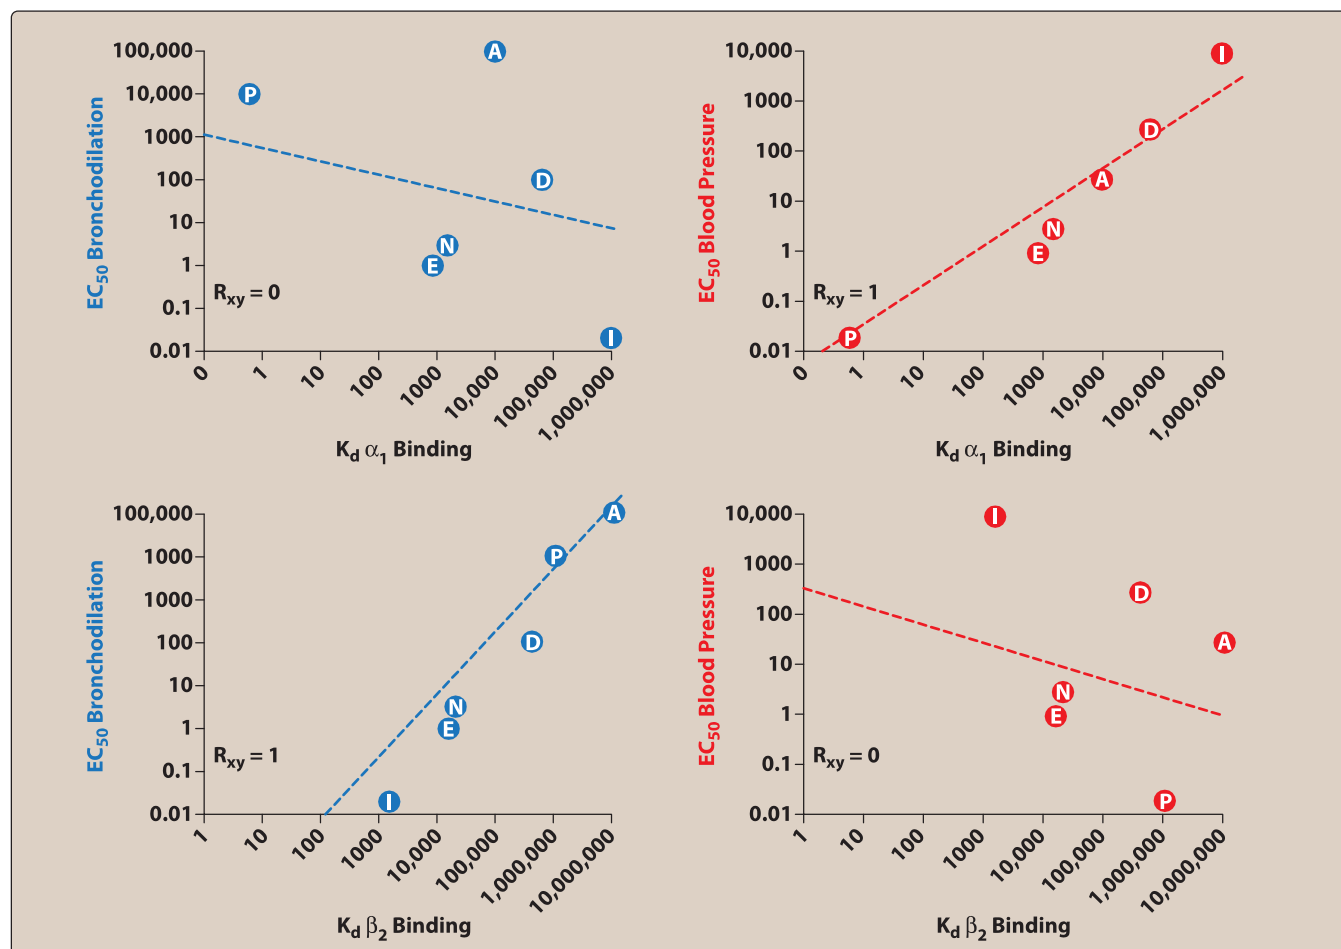 100,000
10,000
1000
100
10
1
0.1
0.01
EC50 Bronchodilation
P
A
D
N
E
I
Rxy = 0
0
1
10
100
1000
10,000
100,000
1,000,000
Kd α1 Binding
10,000
1000
100
10
1
0.1
0.01
EC50 Blood Pressure
I
D
A
N
E
P
Rxy = 1
0
1
10
100
1000
10,000
100,000
1,000,000
Kd α1 Binding
100,000
1000
1000
100
10
1
0.1
0.01
EC50 Bronchodilation
A
P
D
N
E
I
Rxy = 1
1
10
100
1000
10,000
100,000
1,000,000
10,000,000
Kd β2 Binding
10,000
1000
100
10
1
0.1
0.01
EC50 Blood Pressure
I
D
A
N
E
P
Rxy = 0
1
10
100
1000
10,000
100,000
1,000,000
10,000,000
Kd β2 Binding